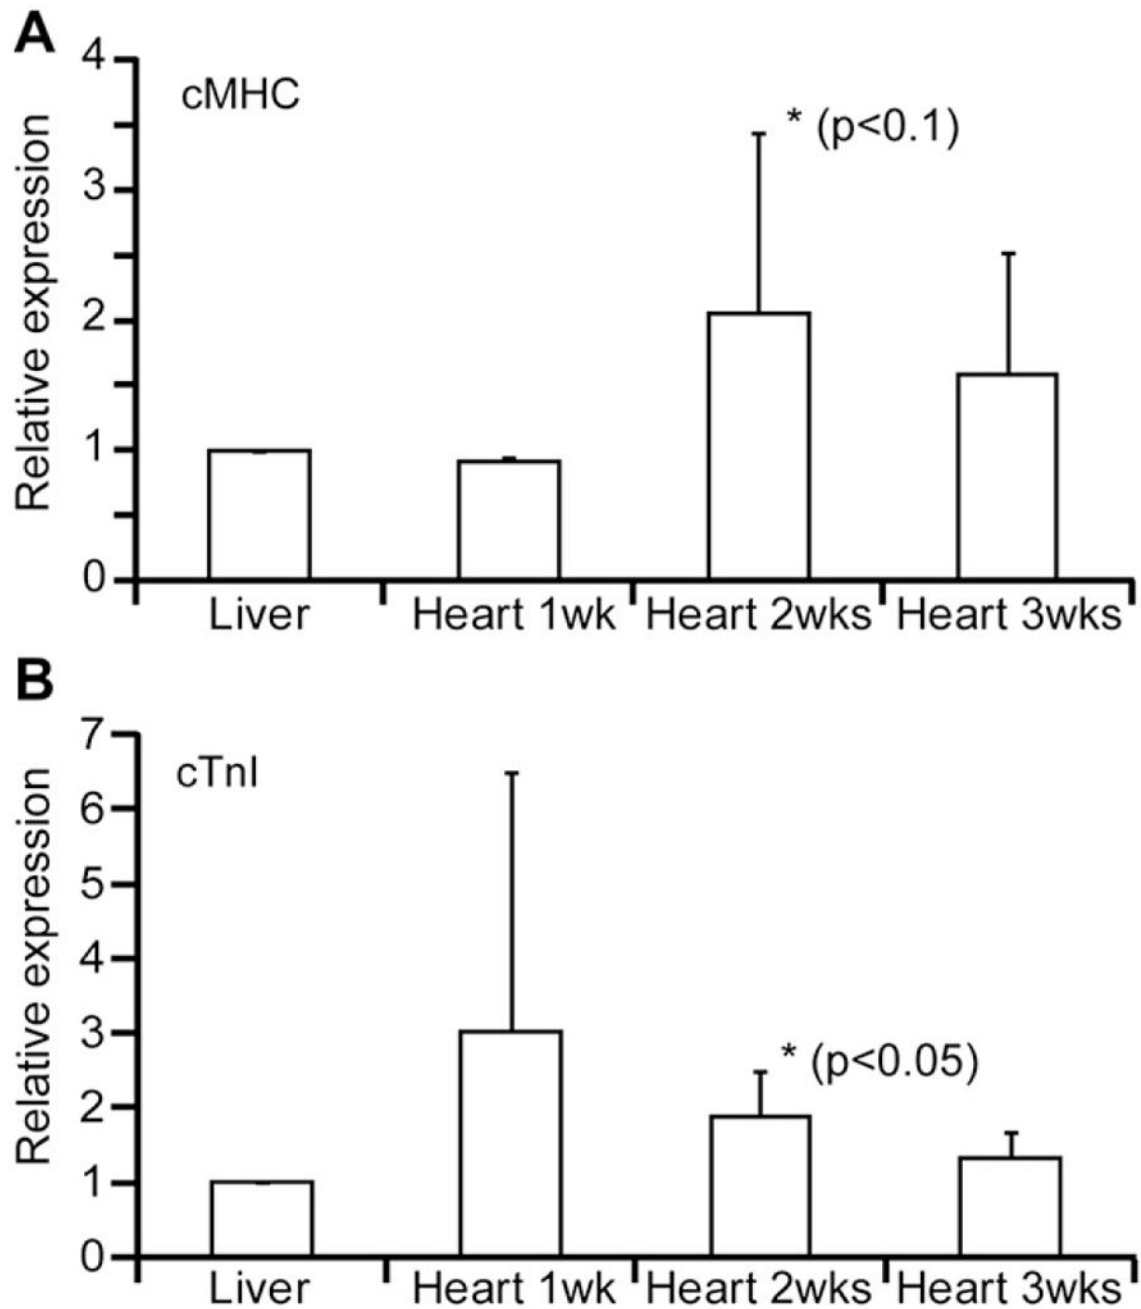 A
cMHC
Relative expression
4
3
2
1
0
* (p<0.1)
Liver
Heart 1wk
Heart 2wks
Heart 3wks
B
cTnI
Relative expression
7
6
5
4
3
2
1
0
* (p<0.05)
Liver
Heart 1wk
Heart 2wks
Heart 3wks